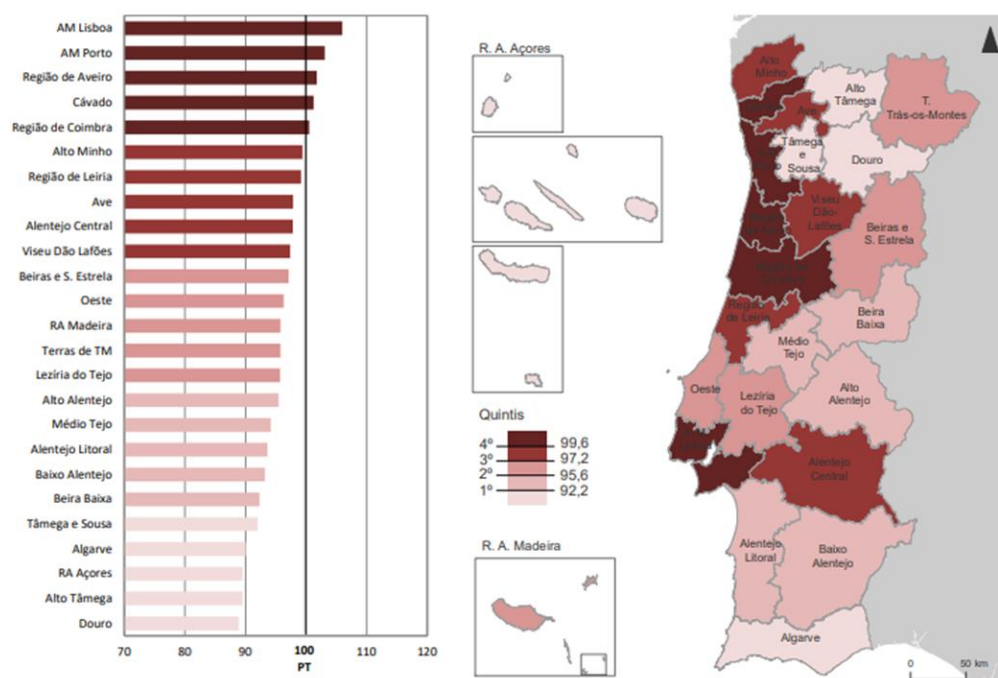 AM Lisboa
AM Porto
Região de Aveiro
Cávado
Região de Coimbra
Alto Minho
Região de Leiria
Ave
Alentejo Central
Viseu Dão Lafões
Beiras e S. Estrela
Oeste
RA Madeira
Terras de TM
Lezíria do Tejo
Alto Alentejo
Médio Tejo
Alentejo Litoral
Baixo Alentejo
Beira Baixa
Tâmega e Sousa
Algarve
RA Açores
Alto Tâmega
Douro
70 80 90 100 110 120
PT
R. A. Açores
Quintis
4º 99,6
3º 97,2
2º 95,6
1º 92,2
R. A. Madeira
Alto
Minho
Alto
Tâmega
T.
Trás-os-Montes
Ave
Tâmega
e
Sousa
Douro
Viseu
Dão-
Lafões
Beiras e
S. Estrela
Região
de Leiria
Beira
Baixa
Médio
Tejo
Oeste
Lezíria
do Tejo
Alto
Alentejo
Alentejo
Central
Alentejo
Litoral
Baixo
Alentejo
Algarve
0 50 km